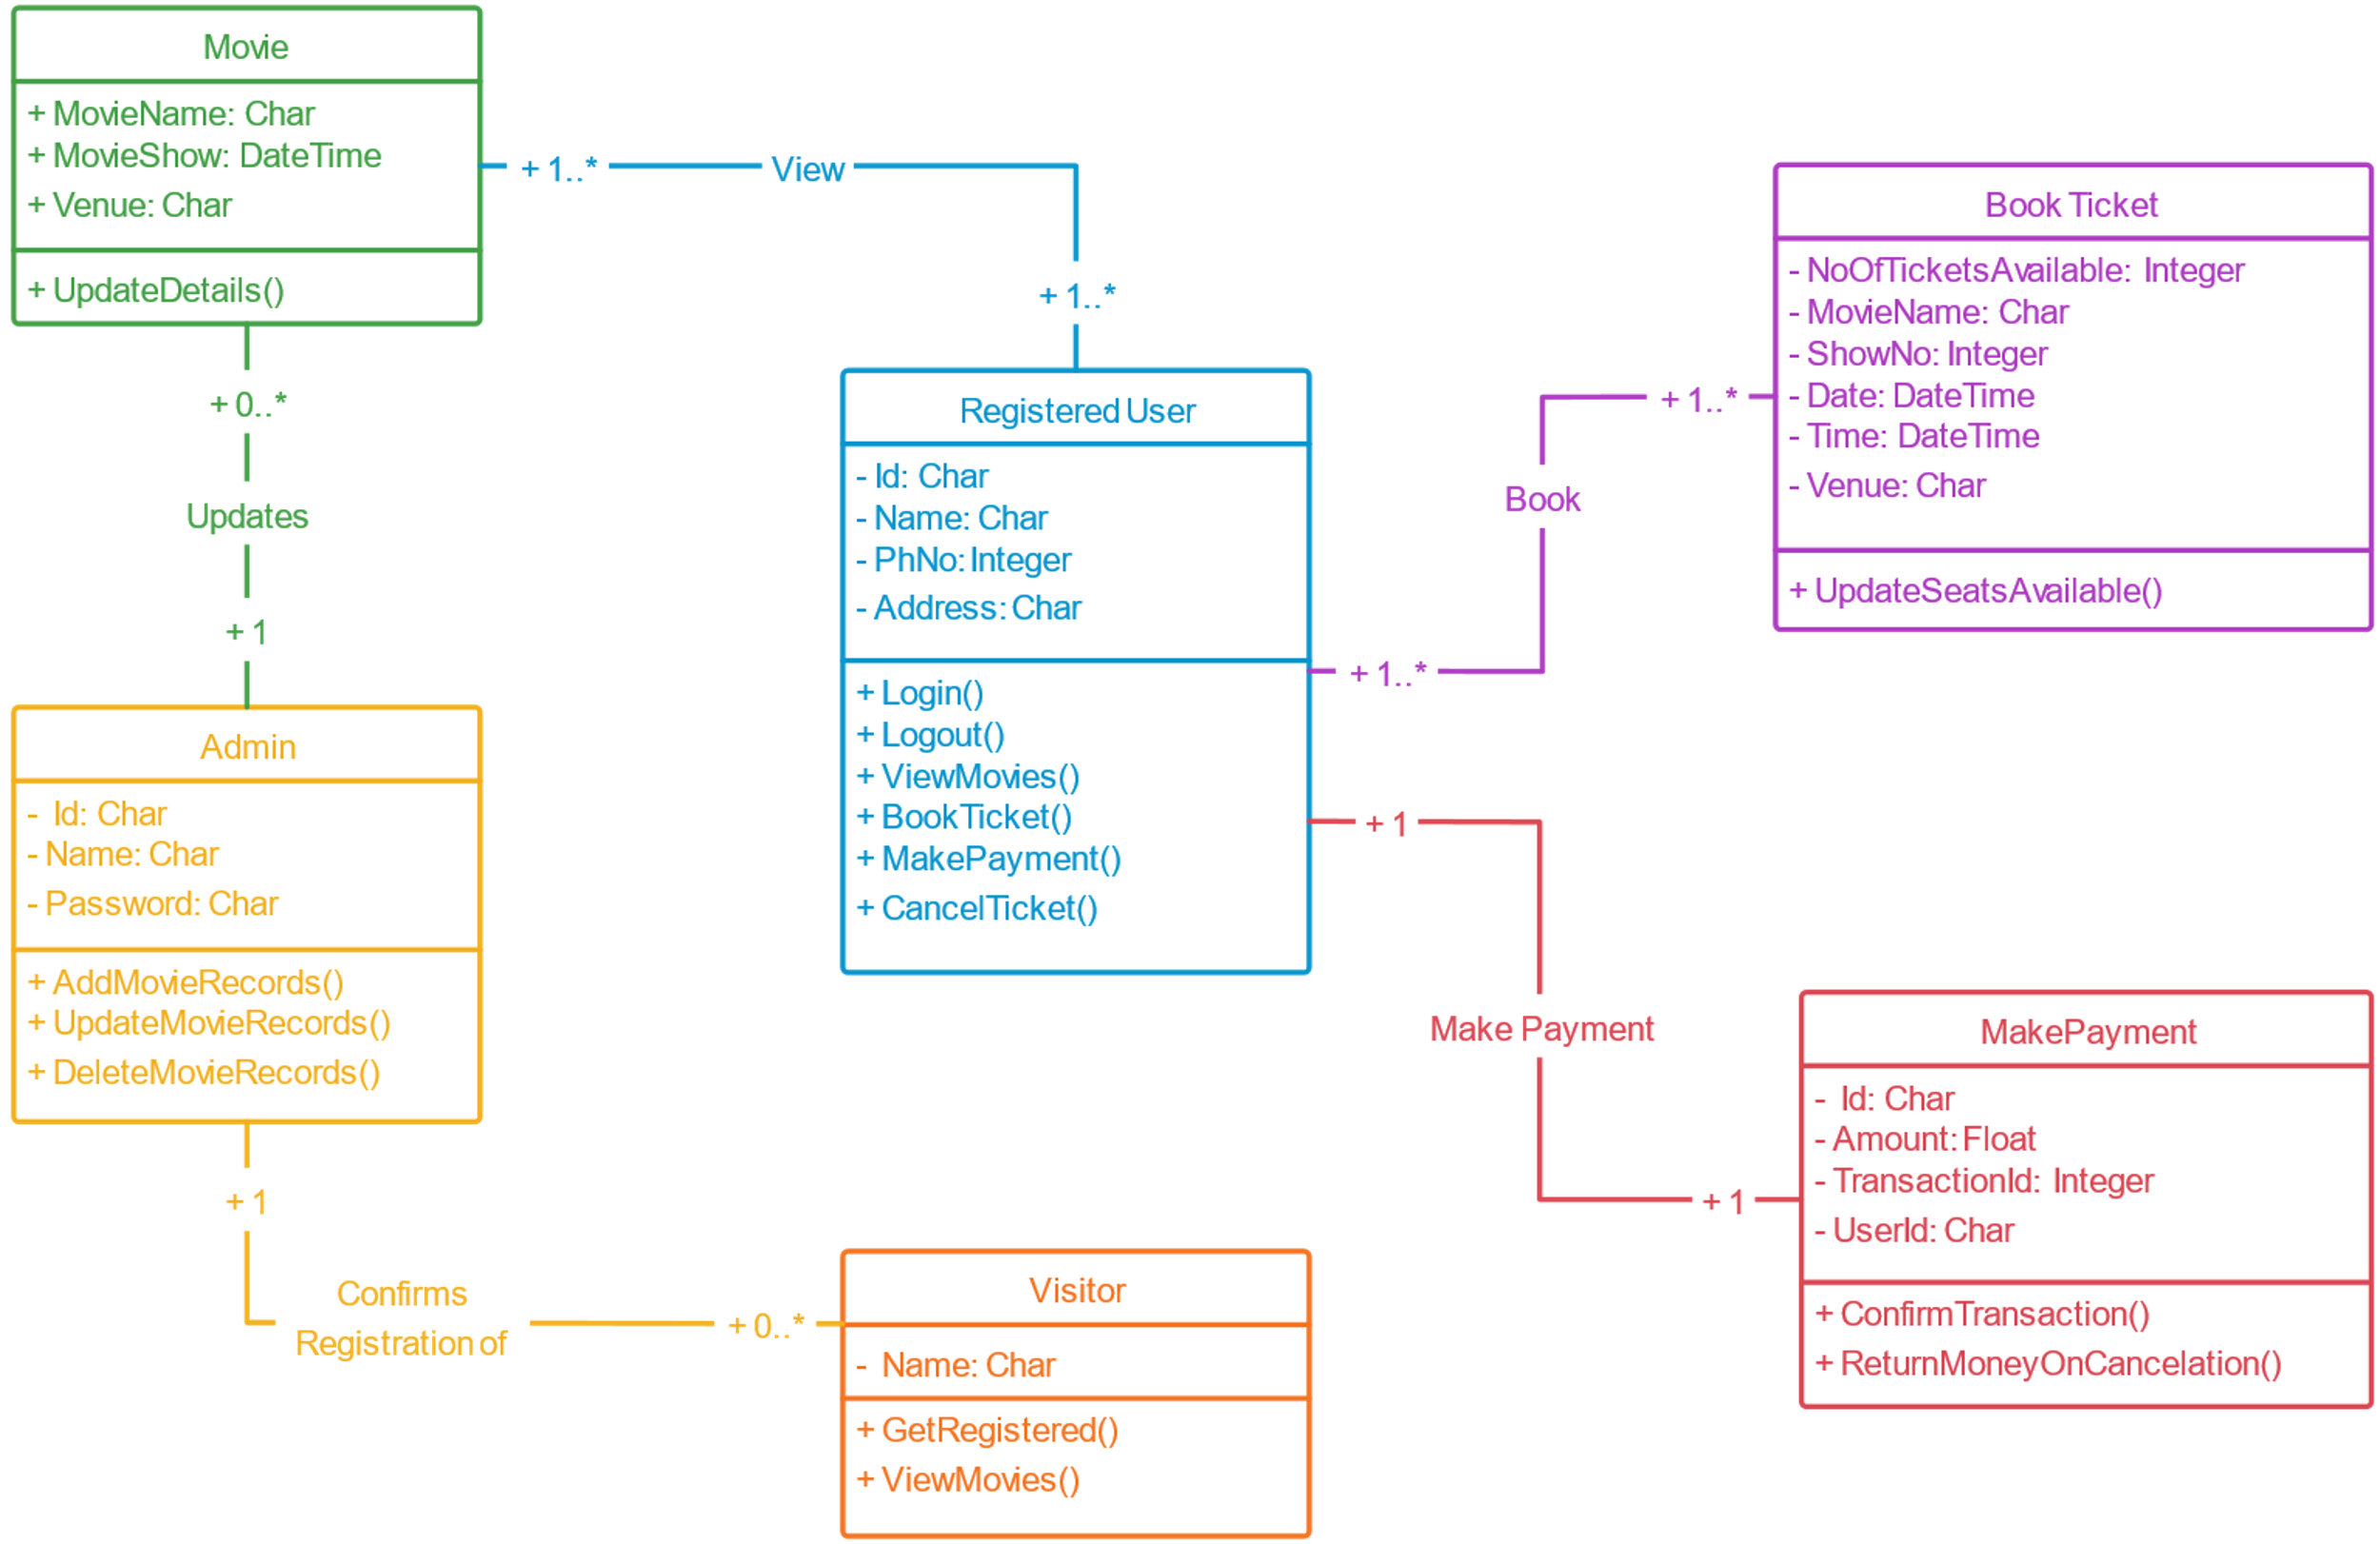 Movie
+ MovieName: Char
+ MovieShow: DateTime
+ Venue: Char
+ UpdateDetails()
+ 1..*
View
+ 1..*
+ 0..*
Updates
+ 1
Admin
- Id: Char
- Name: Char
- Password: Char
+ AddMovieRecords()
+ UpdateMovieRecords()
+ DeleteMovieRecords()
+ 1
Confirms
Registration of
+ 0..*
Registered User
- Id: Char
- Name: Char
- PhNo: Integer
- Address: Char
+ Login()
+ Logout()
+ ViewMovies()
+ BookTicket()
+ MakePayment()
+ CancelTicket()
Visitor
- Name: Char
+ GetRegistered()
+ ViewMovies()
+ 1..*
Book
+ 1..*
Book Ticket
- NoOfTicketsAvailable: Integer
- MovieName: Char
- ShowNo: Integer
- Date: DateTime
- Time: DateTime
- Venue: Char
+ UpdateSeatsAvailable()
+ 1
Make Payment
+ 1
MakePayment
- Id: Char
- Amount: Float
- TransactionId: Integer
- UserId: Char
+ ConfirmTransaction()
+ ReturnMoneyOnCancelation()